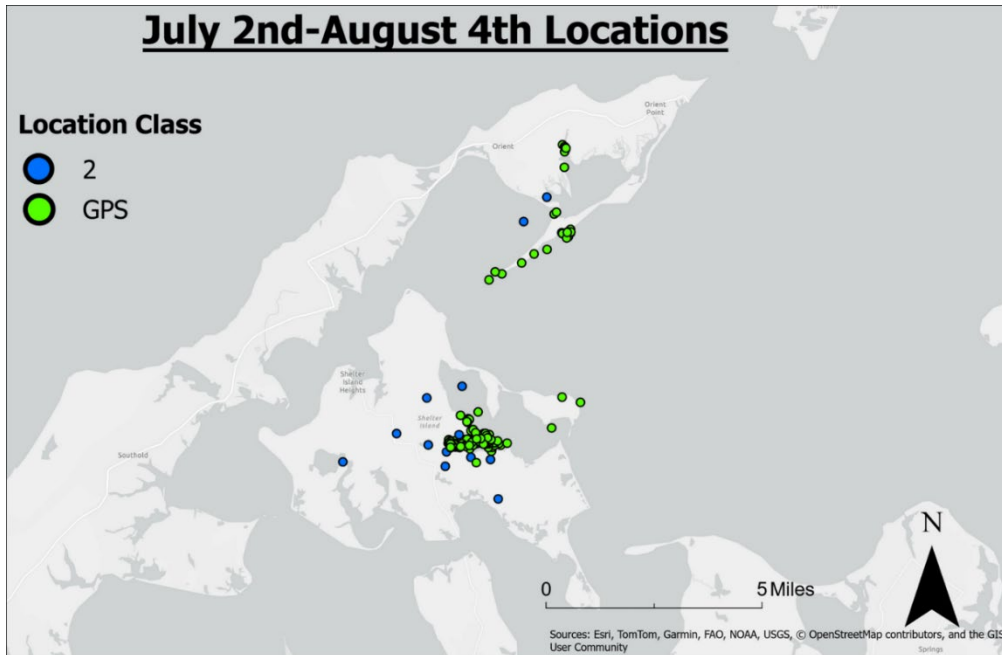 July 2nd-August 4th Locations
Location Class
2
GPS
Orient
Point
Orient
Shelter
Island
Heights
Shelter
Island
Southold
N
0 5 Miles
Sources: Esri, TomTom, Garmin, FAO, NOAA, USGS, © OpenStreetMap contributors, and the GIS
User Community
Springs